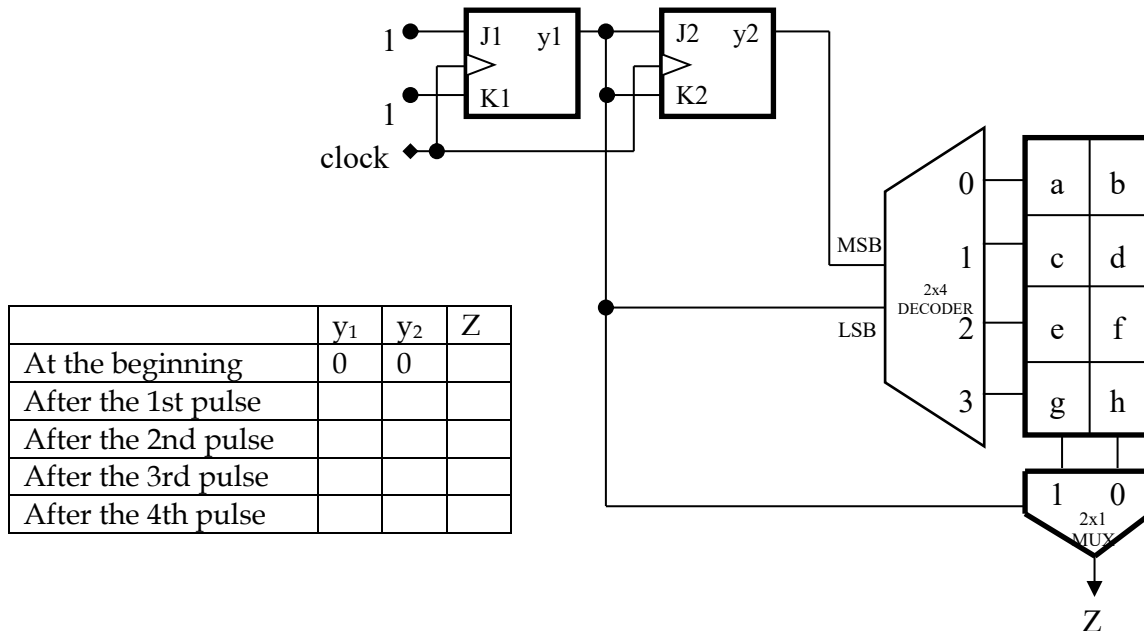 1
J1 y1
K1
1
J2 y2
K2
clock
MSB
LSB
0
1
2
3
2x4
DECODER
a b
c d
e f
g h
1 0
2x1
MUX
Z
y1 y2 Z
At the beginning 0 0
After the 1st pulse
After the 2nd pulse
After the 3rd pulse
After the 4th pulse